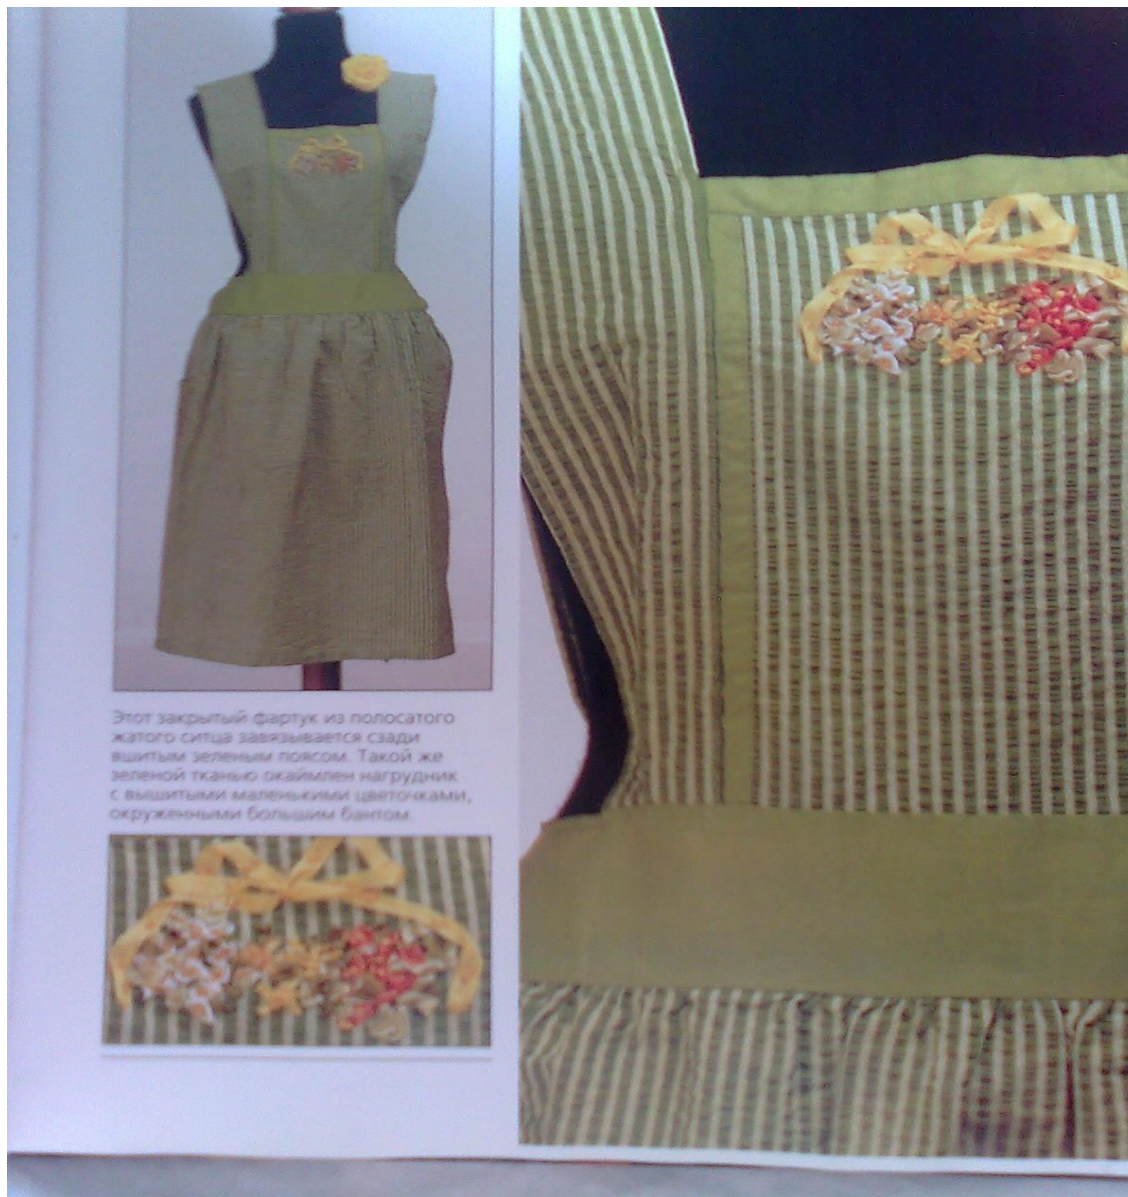 Этот закрытый фартук из полосатого
жатого ситца завязывается сзади
вшитым зеленым поясом. Такой же
зеленой тканью окаймлен нагрудник
с вышитыми маленькими цветочками,
окруженными большим бантом.